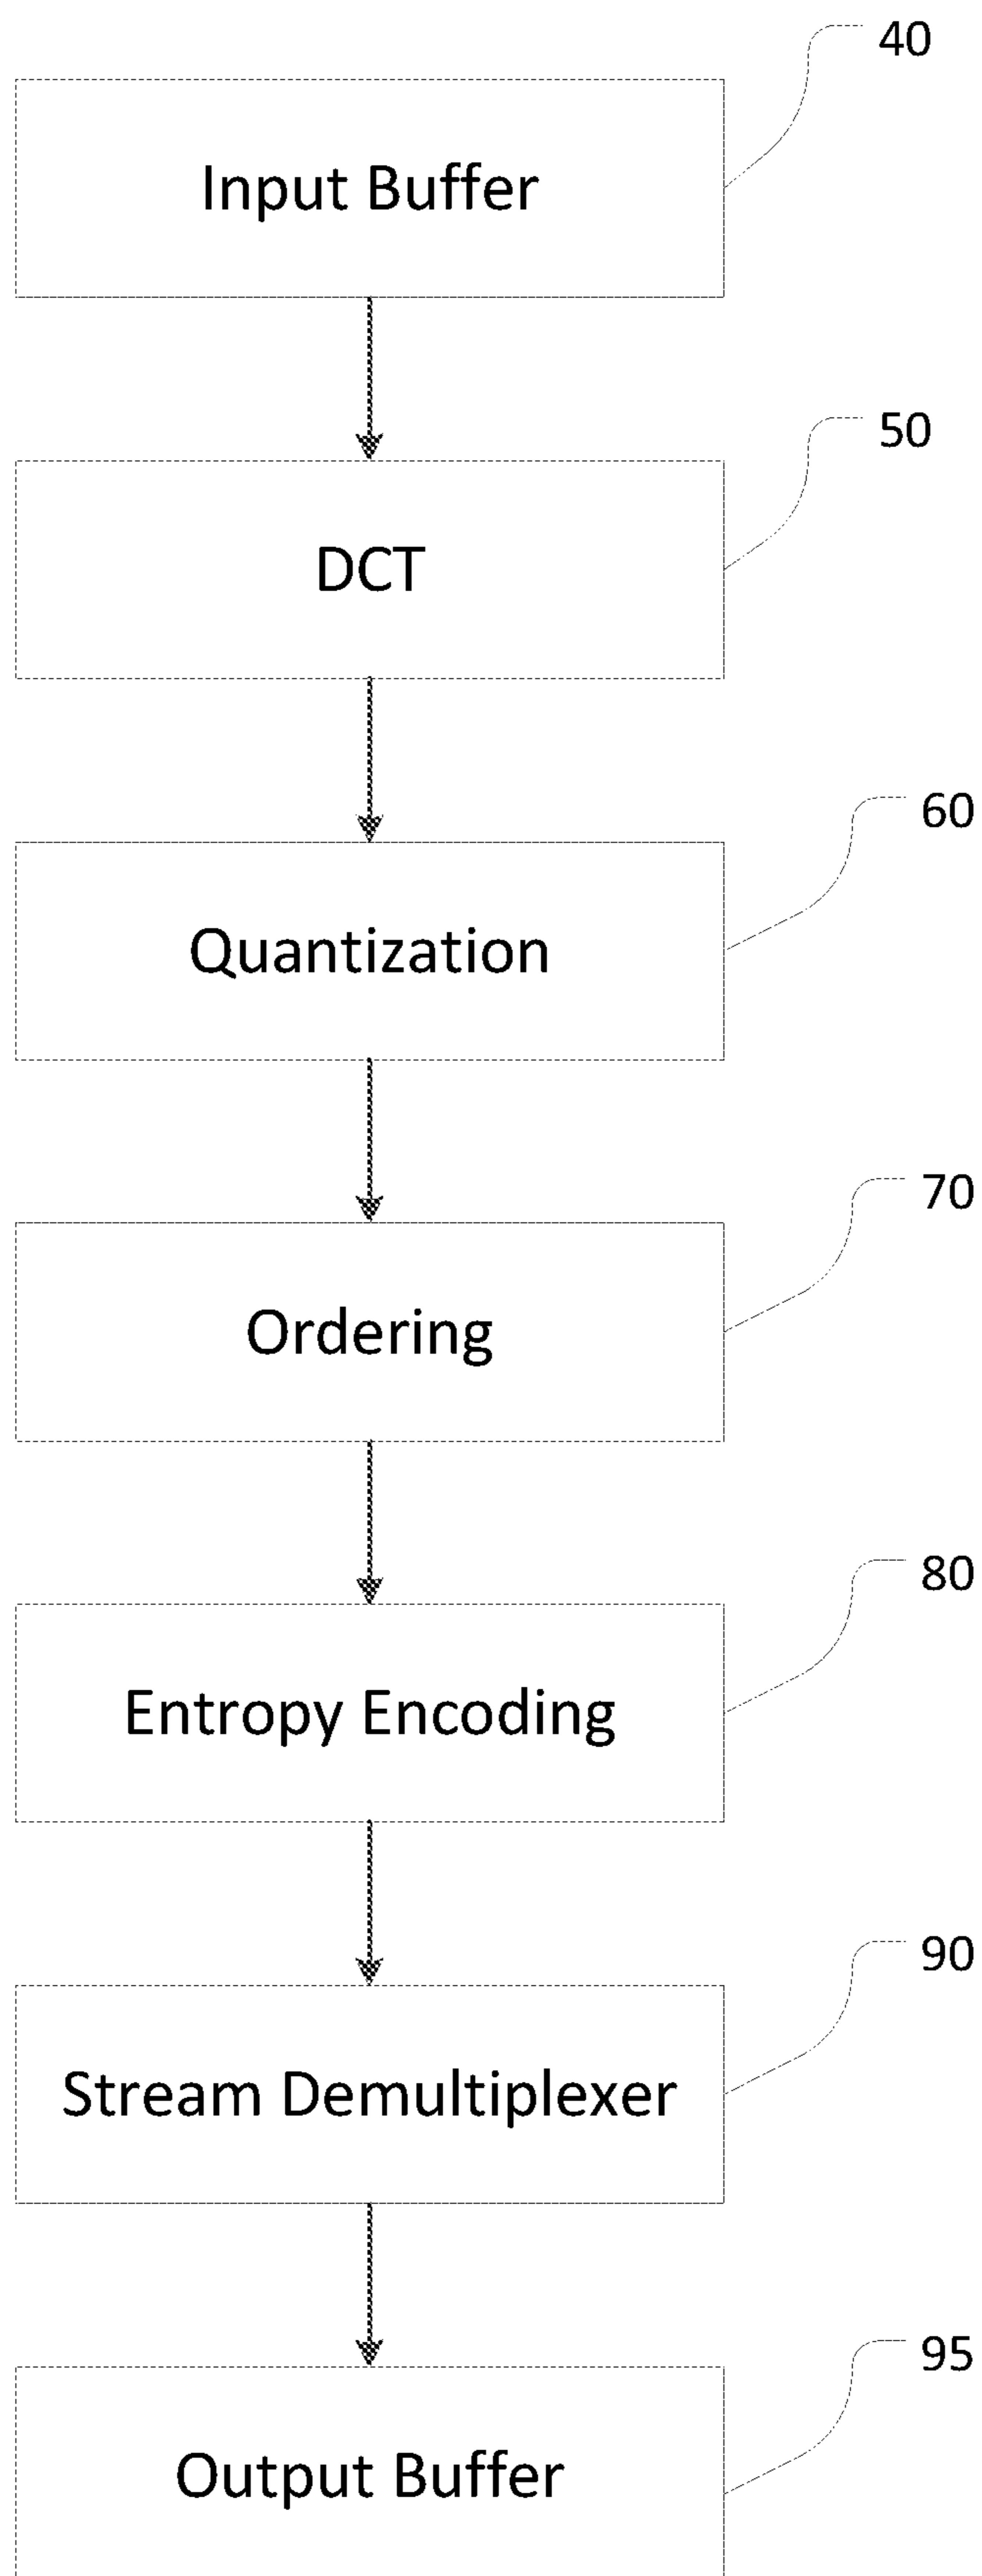 40
Input Buffer
50
DCT
60
Quantization
70
Ordering
80
Entropy Encoding
90
Stream Demultiplexer
95
Output Buffer